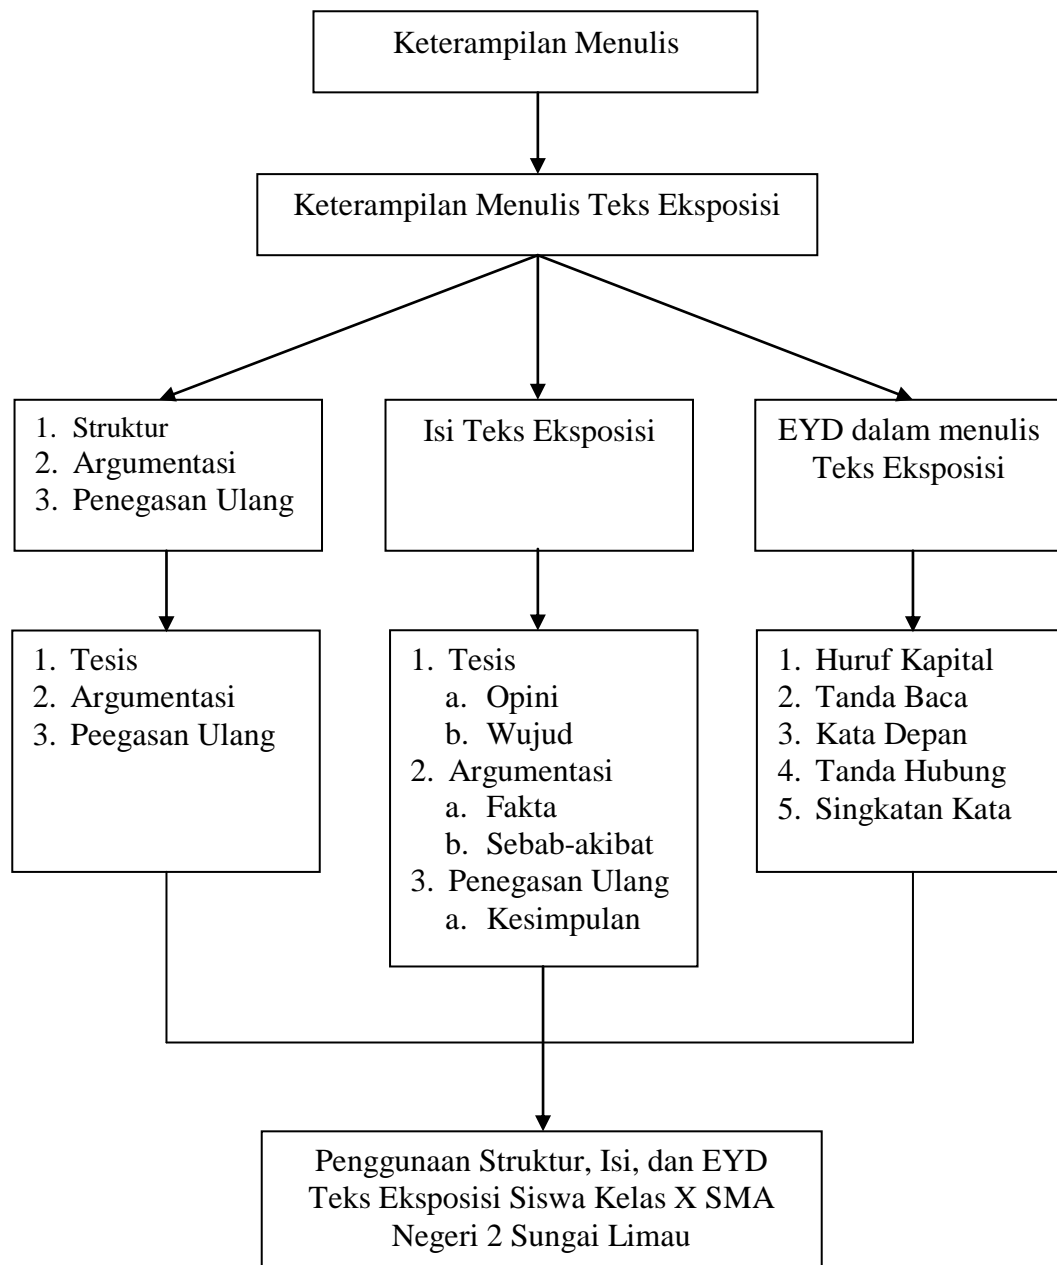 Keterampilan Menulis
Keterampilan Menulis Teks Eksposisi
1. Struktur
2. Argumentasi
3. Penegasan Ulang
Isi Teks Eksposisi
EYD dalam menulis
Teks Eksposisi
1. Tesis
2. Argumentasi
3. Peegasan Ulang
1. Tesis
a. Opini
b. Wujud
2. Argumentasi
a. Fakta
b. Sebab-akibat
3. Penegasan Ulang
a. Kesimpulan
1. Huruf Kapital
2. Tanda Baca
3. Kata Depan
4. Tanda Hubung
5. Singkatan Kata
Penggunaan Struktur, Isi, dan EYD
Teks Eksposisi Siswa Kelas X SMA
Negeri 2 Sungai Limau